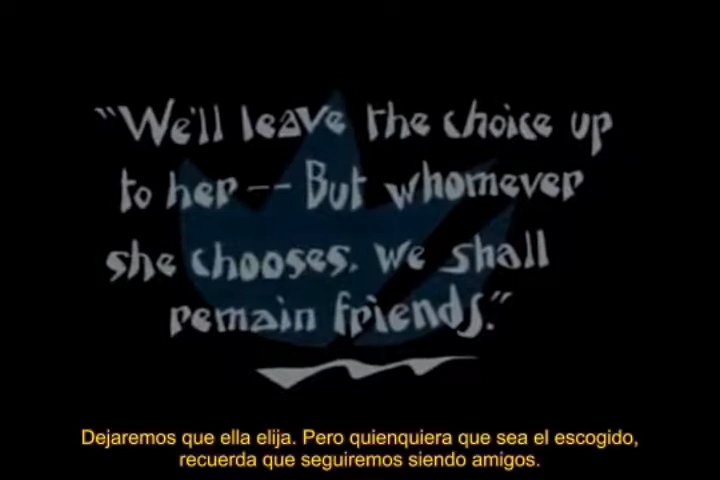 "We'll leave the choice up
to her -- But whomever
she chooses, we shall
remain friends."
Dejaremos que ella elija. Pero quienquiera que sea el escogido,
recuerda que seguiremos siendo amigos.